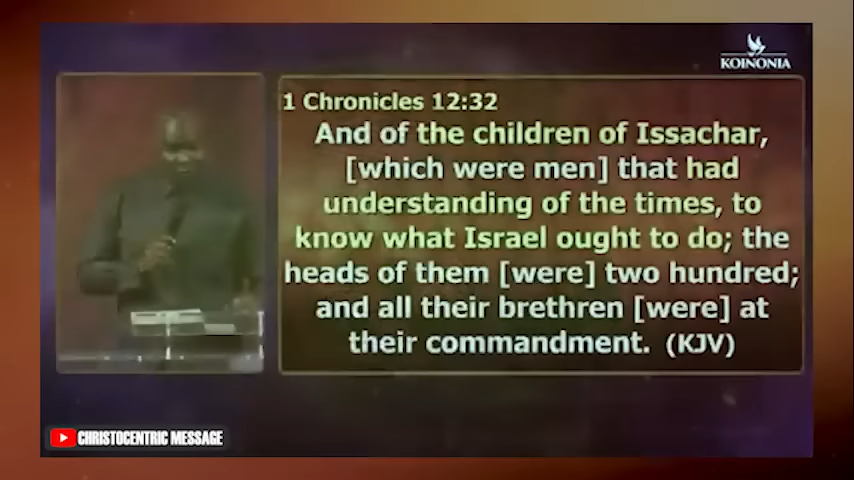 KOINONIA
1 Chronicles 12:32
And of the children of Issachar,
[which were men] that had
understanding of the times, to
know what Israel ought to do; the
heads of them [were] two hundred;
and all their brethren [were] at
their commandment. (KJV)
CHRISTOCENTRIC MESSAGE